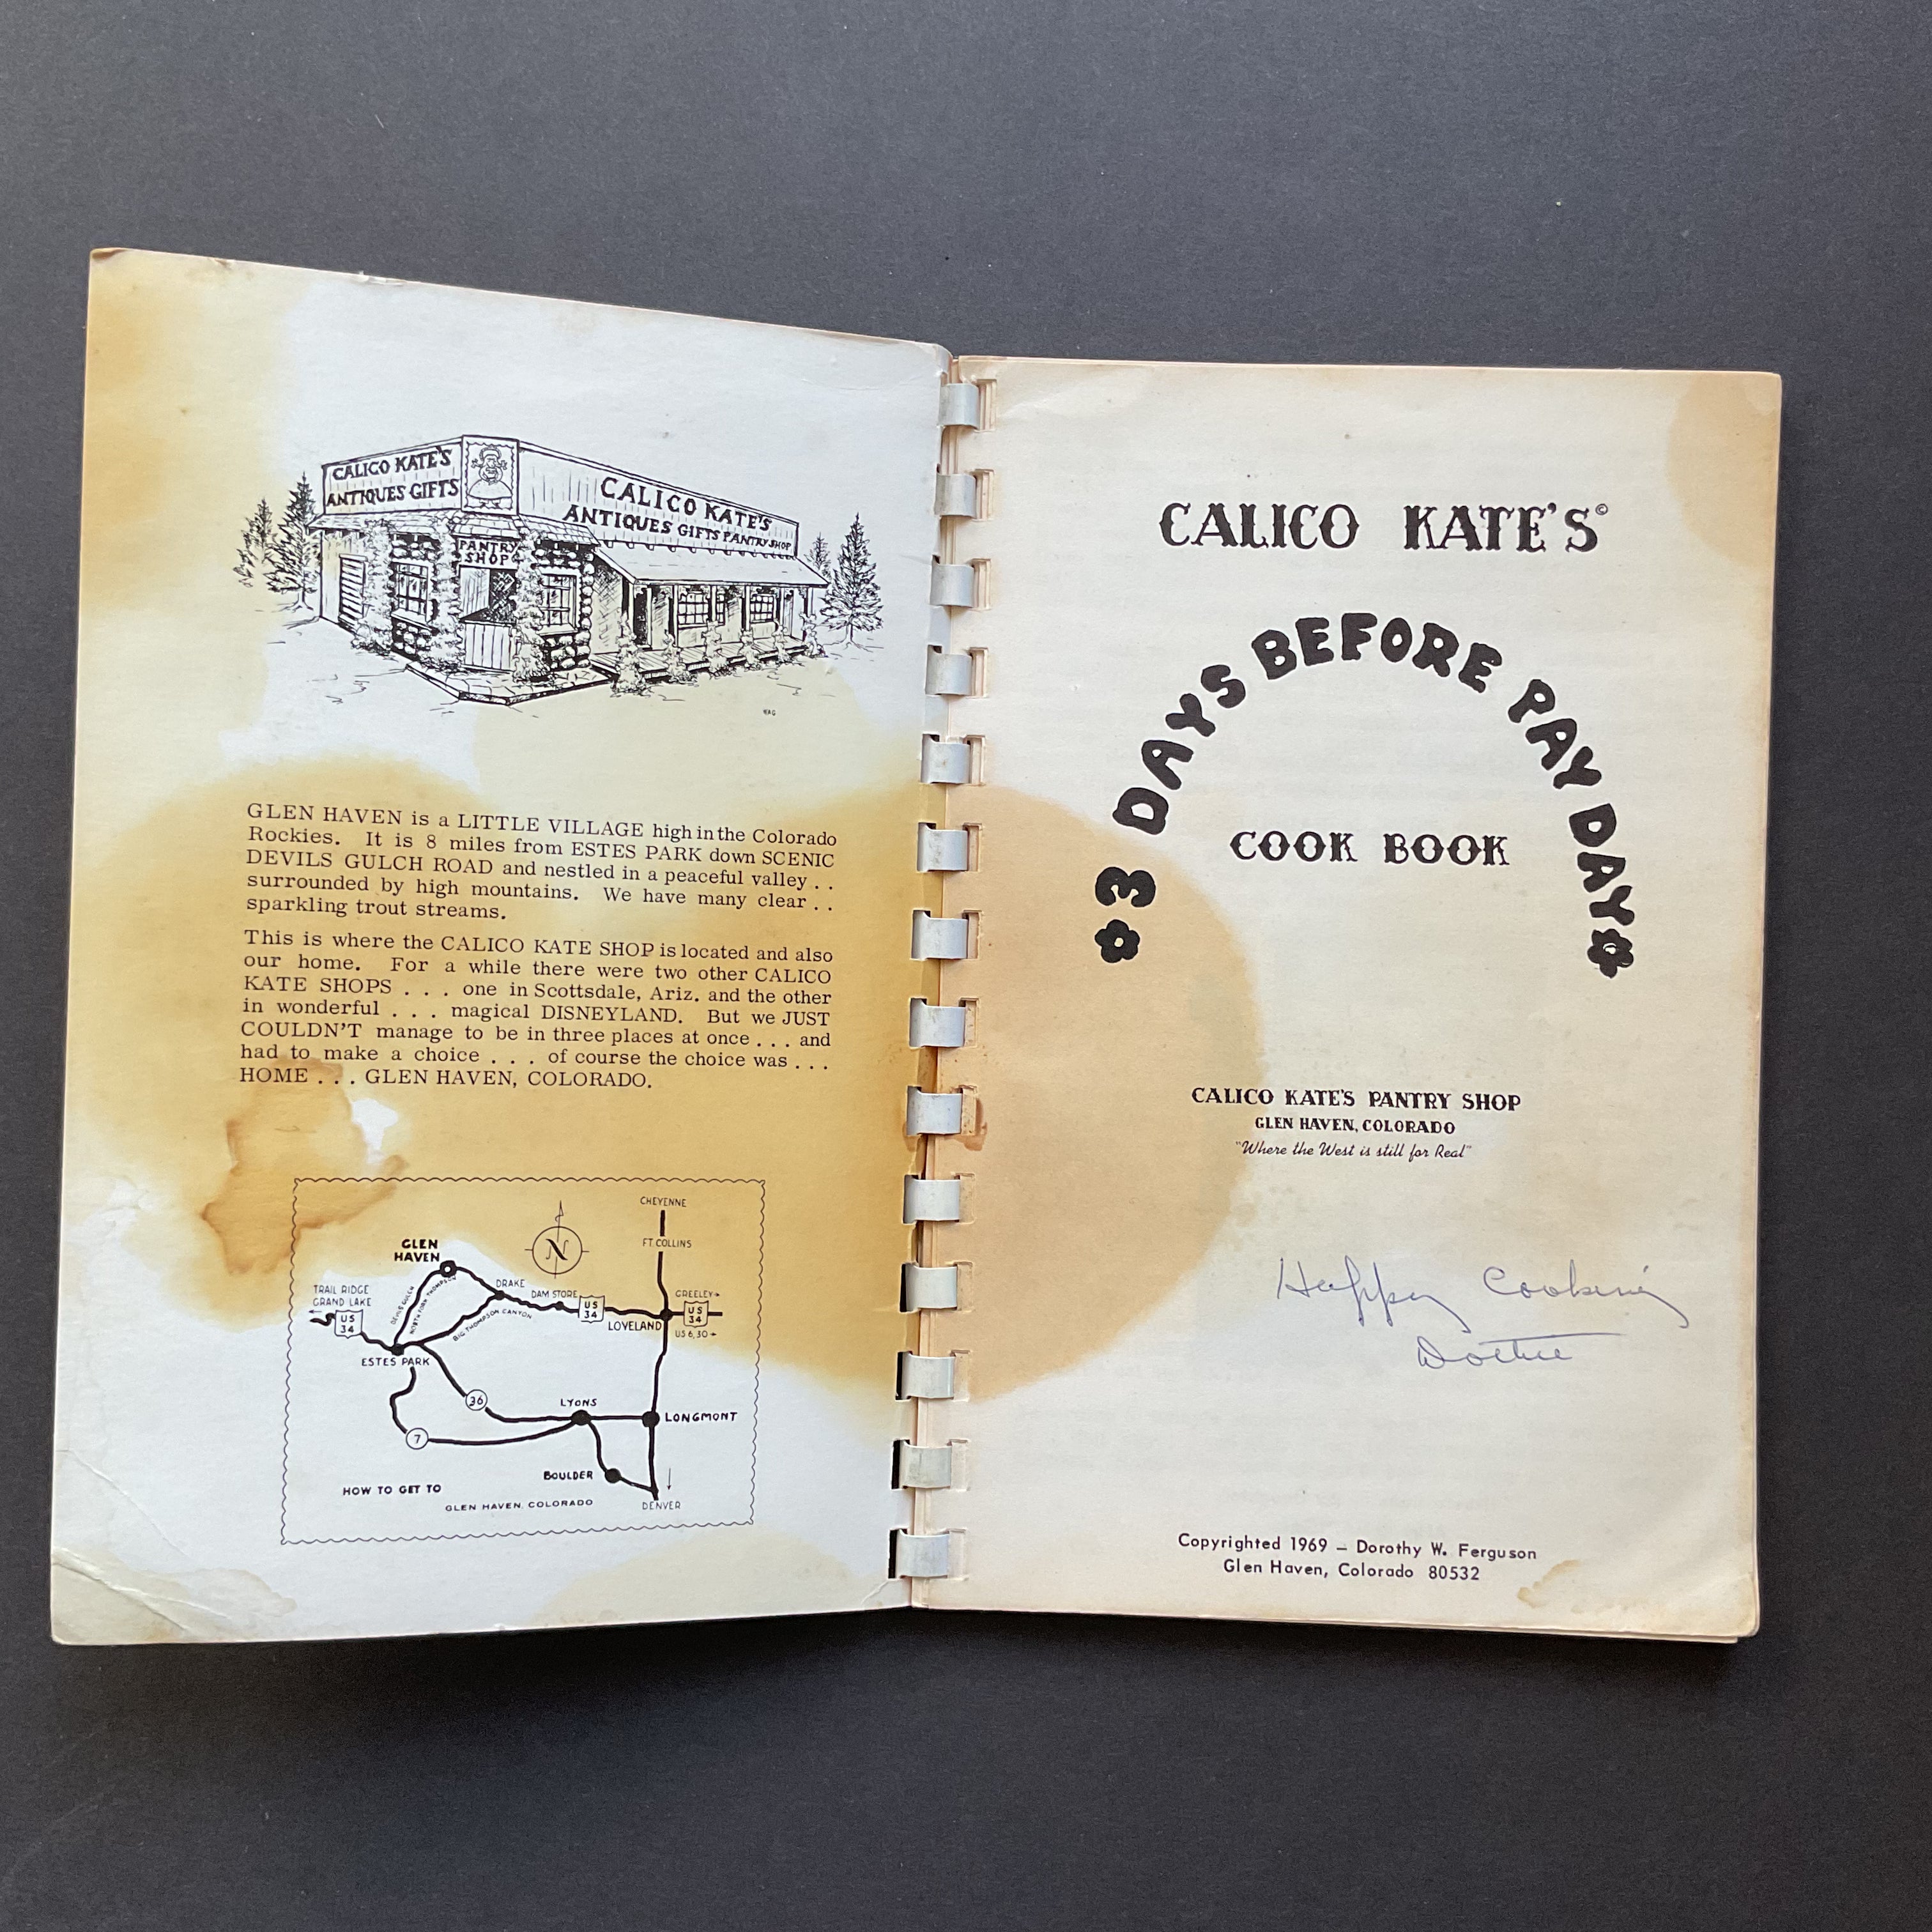 CALICO KATE'S
ANTIQUES GIFTS
CALICO KATE'S
ANTIQUES GIFTS PANTRY SHOP
PANTRY
SHOP
GLEN HAVEN is a LITTLE VILLAGE high in the Colorado
Rockies. It is 8 miles from ESTES PARK down SCENIC
DEVILS GULCH ROAD and nestled in a peaceful valley . .
surrounded by high mountains. We have many clear . .
sparkling trout streams.
This is where the CALICO KATE SHOP is located and also
our home. For a while there were two other CALICO
KATE SHOPS . . . one in Scottsdale, Ariz. and the other
in wonderful . . . magical DISNEYLAND. But we JUST
COULDN'T manage to be in three places at once . . . and
had to make a choice . . . of course the choice was . . .
HOME . . . GLEN HAVEN, COLORADO.
CHEYENNE
FT. COLLINS
N
GLEN
HAVEN
TRAIL RIDGE
GRAND LAKE
US
34
DEVILS GULCH
NORTH FORK THOMPSON
BIG THOMPSON CANYON
DRAKE
DAM STORE
US
34
LOVELAND
GREELEY
US
34
US 6, 30
ESTES PARK
36
7
LYONS
LONGMONT
BOULDER
DENVER
HOW TO GET TO
GLEN HAVEN, COLORADO
CALICO KATE'S©
3 DAYS BEFORE PAY DAY
COOK BOOK
CALICO KATE'S PANTRY SHOP
GLEN HAVEN, COLORADO
"Where the West is still for Real"
Happy Cooking
Dottie
Copyrighted 1969 – Dorothy W. Ferguson
Glen Haven, Colorado 80532